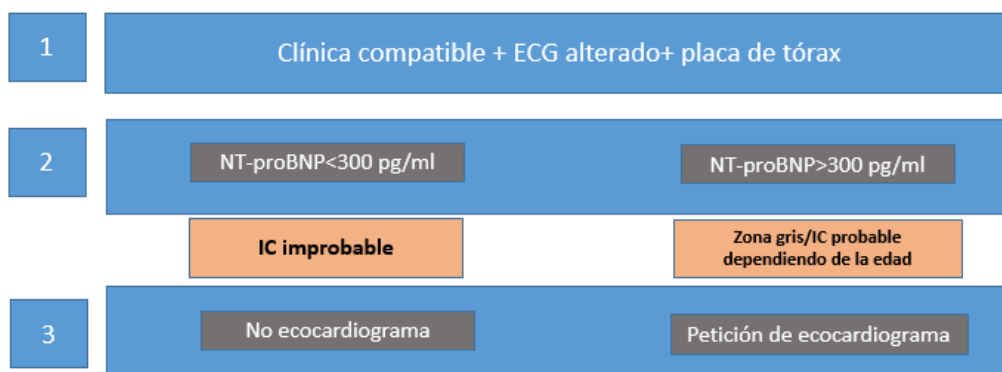 1
Clínica compatible + ECG alterado+ placa de tórax
2
NT-proBNP<300 pg/ml
NT-proBNP>300 pg/ml
IC improbable
Zona gris/IC probable
dependiendo de la edad
3
No ecocardiograma
Petición de ecocardiograma